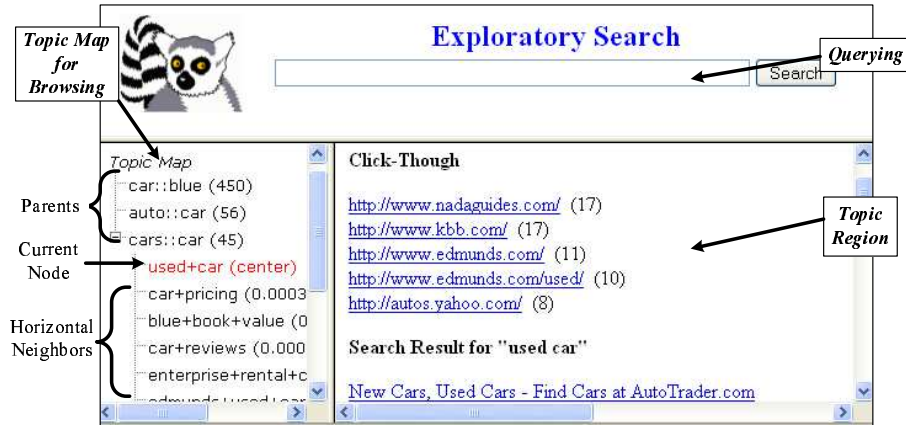 Topic Map
for
Browsing
Exploratory Search
Querying
Search
Topic Map
car::blue (450)
auto::car (56)
cars::car (45)
used+car (center)
car+pricing (0.0003
blue+book+value (0
car+reviews (0.000
enterprise+rental+c
edmunds+used+car
Parents
Current
Node
Horizontal
Neighbors
Click-Though
http://www.nadaguides.com/ (17)
http://www.kbb.com/ (17)
http://www.edmunds.com/ (11)
http://www.edmunds.com/used/ (10)
http://autos.yahoo.com/ (8)
Search Result for "used car"
New Cars, Used Cars - Find Cars at AutoTrader.com
Topic
Region